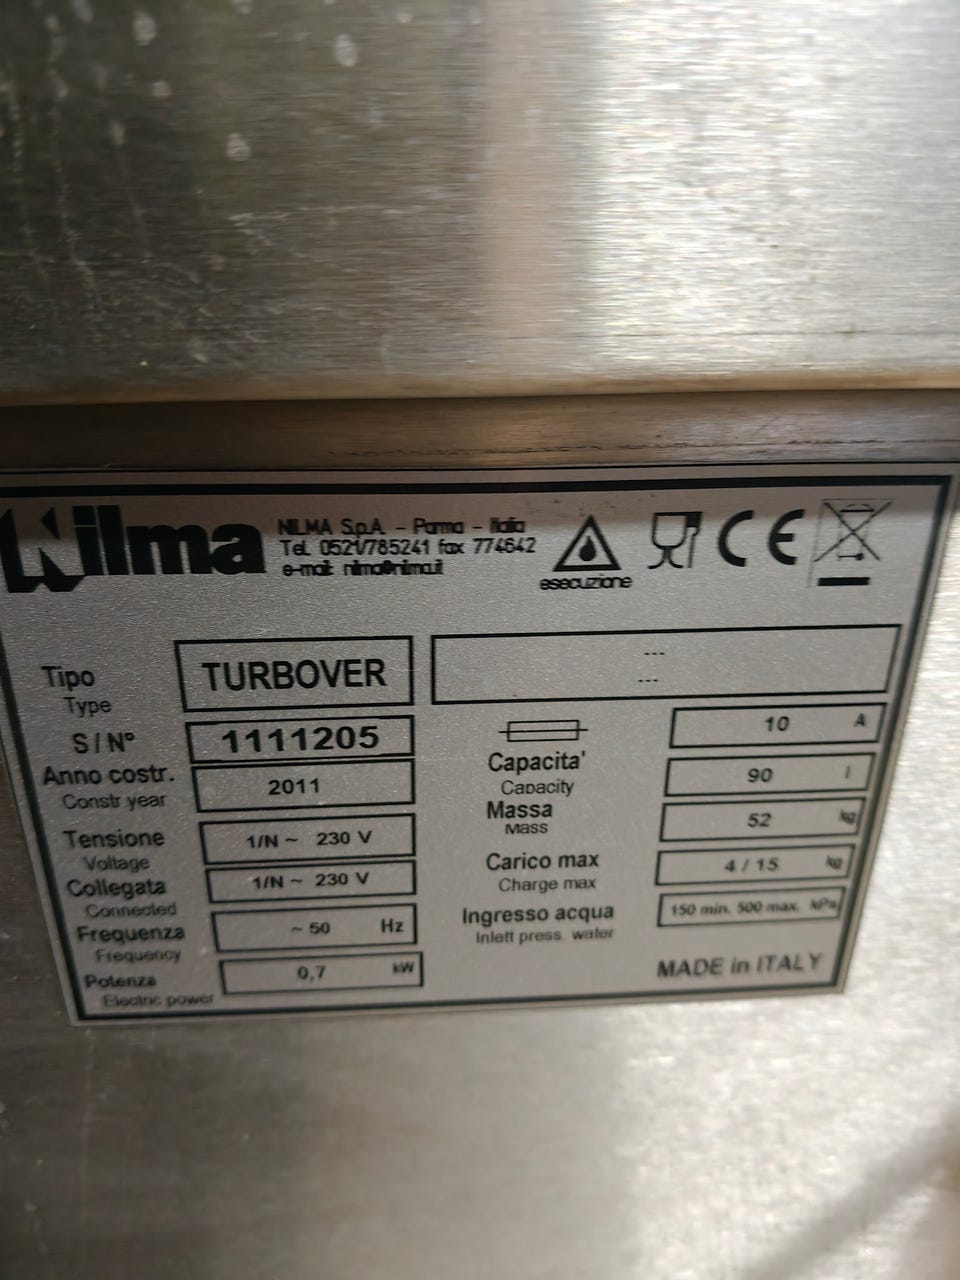 Nilma
NILMA S.p.A. - Parma - Italia
Tel. 0521/785241 fax 774642
e-mail: nilma@nilma.it
esecuzione
CE
Tipo
Type
TURBOVER
---
---
S / N°
1111205
Anno costr.
Constr year
2011
Tensione
Voltage
1/N ~ 230 V
Collegata
Connected
1/N ~ 230 V
Frequenza
Frequency
~ 50 Hz
Potenza
Electric power
0,7 kW
10 A
Capacita'
Capacity
90 l
Massa
Mass
52 kg
Carico max
Charge max
4 / 15 kg
Ingresso acqua
Inlett press. water
150 min. 500 max. kPa
MADE in ITALY